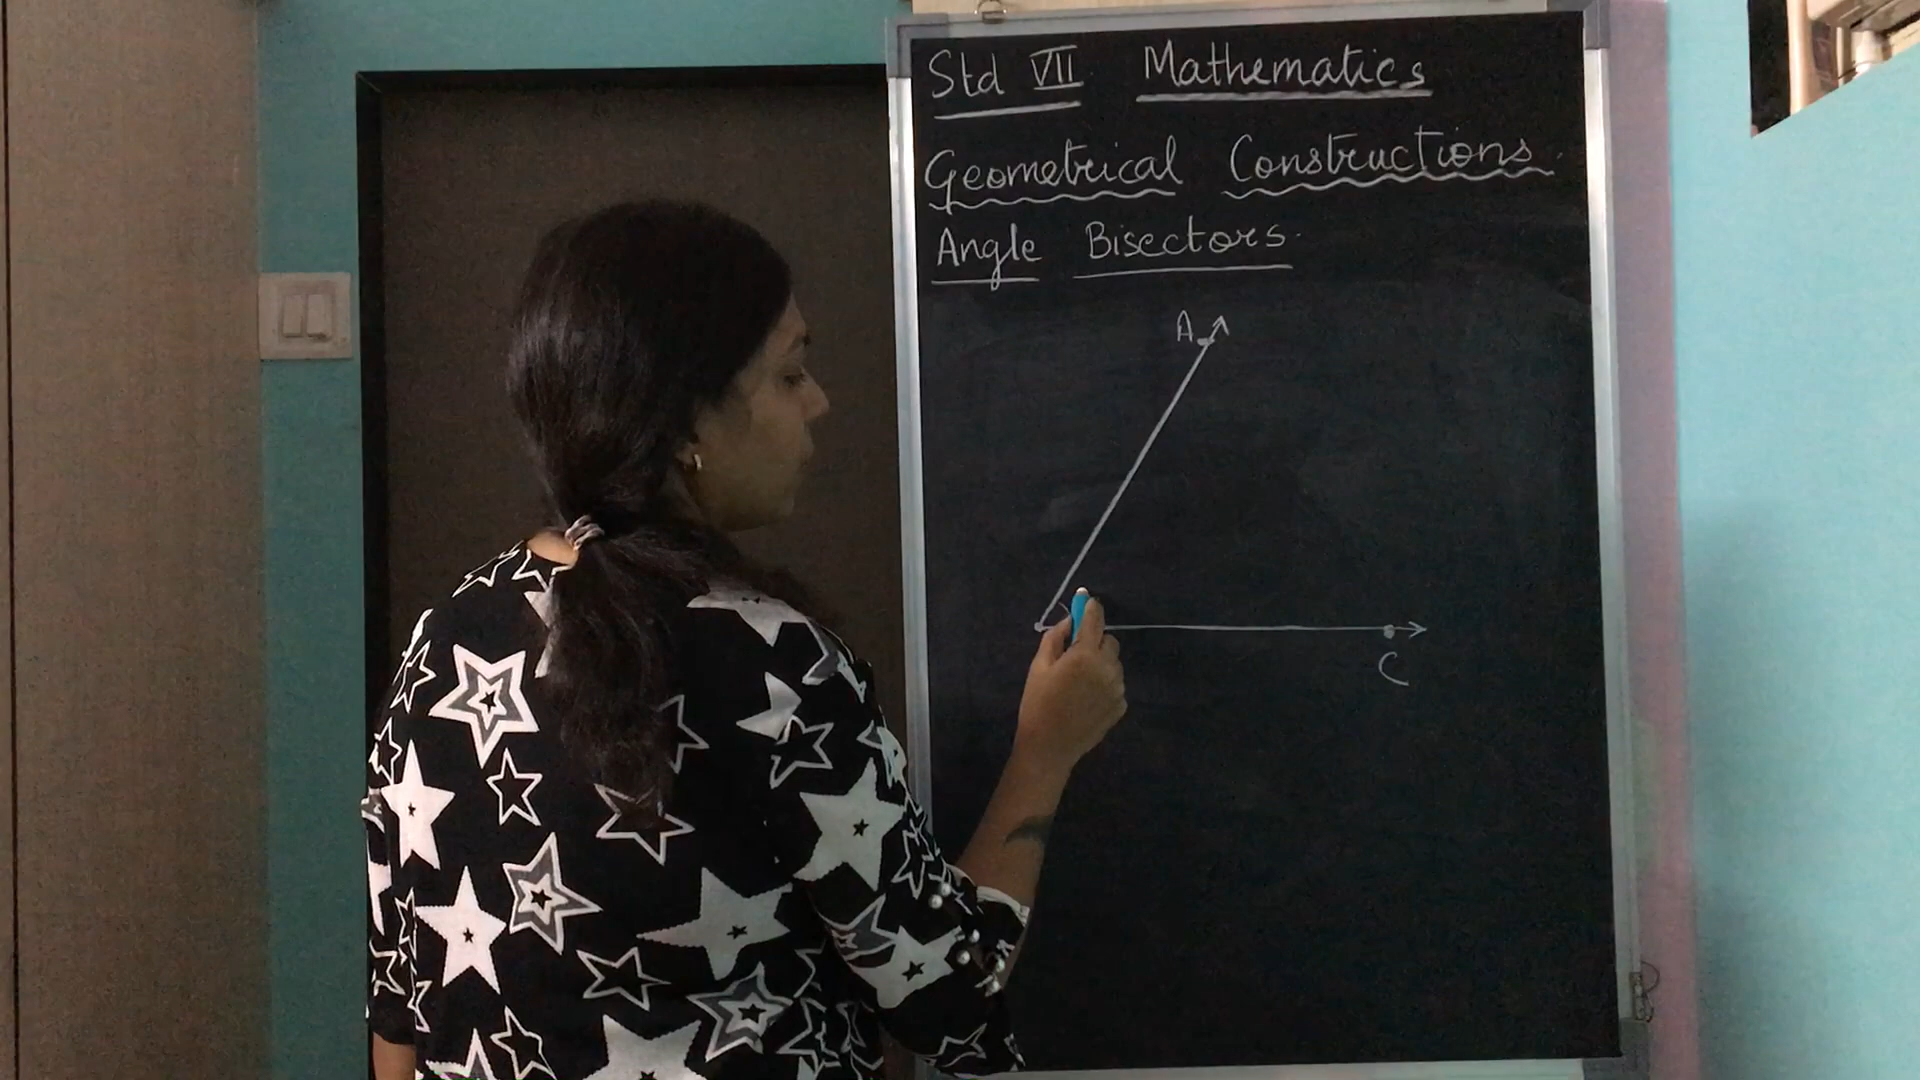 Std VII Mathematics
Geometrical Constructions.
Angle Bisectors.
A
C